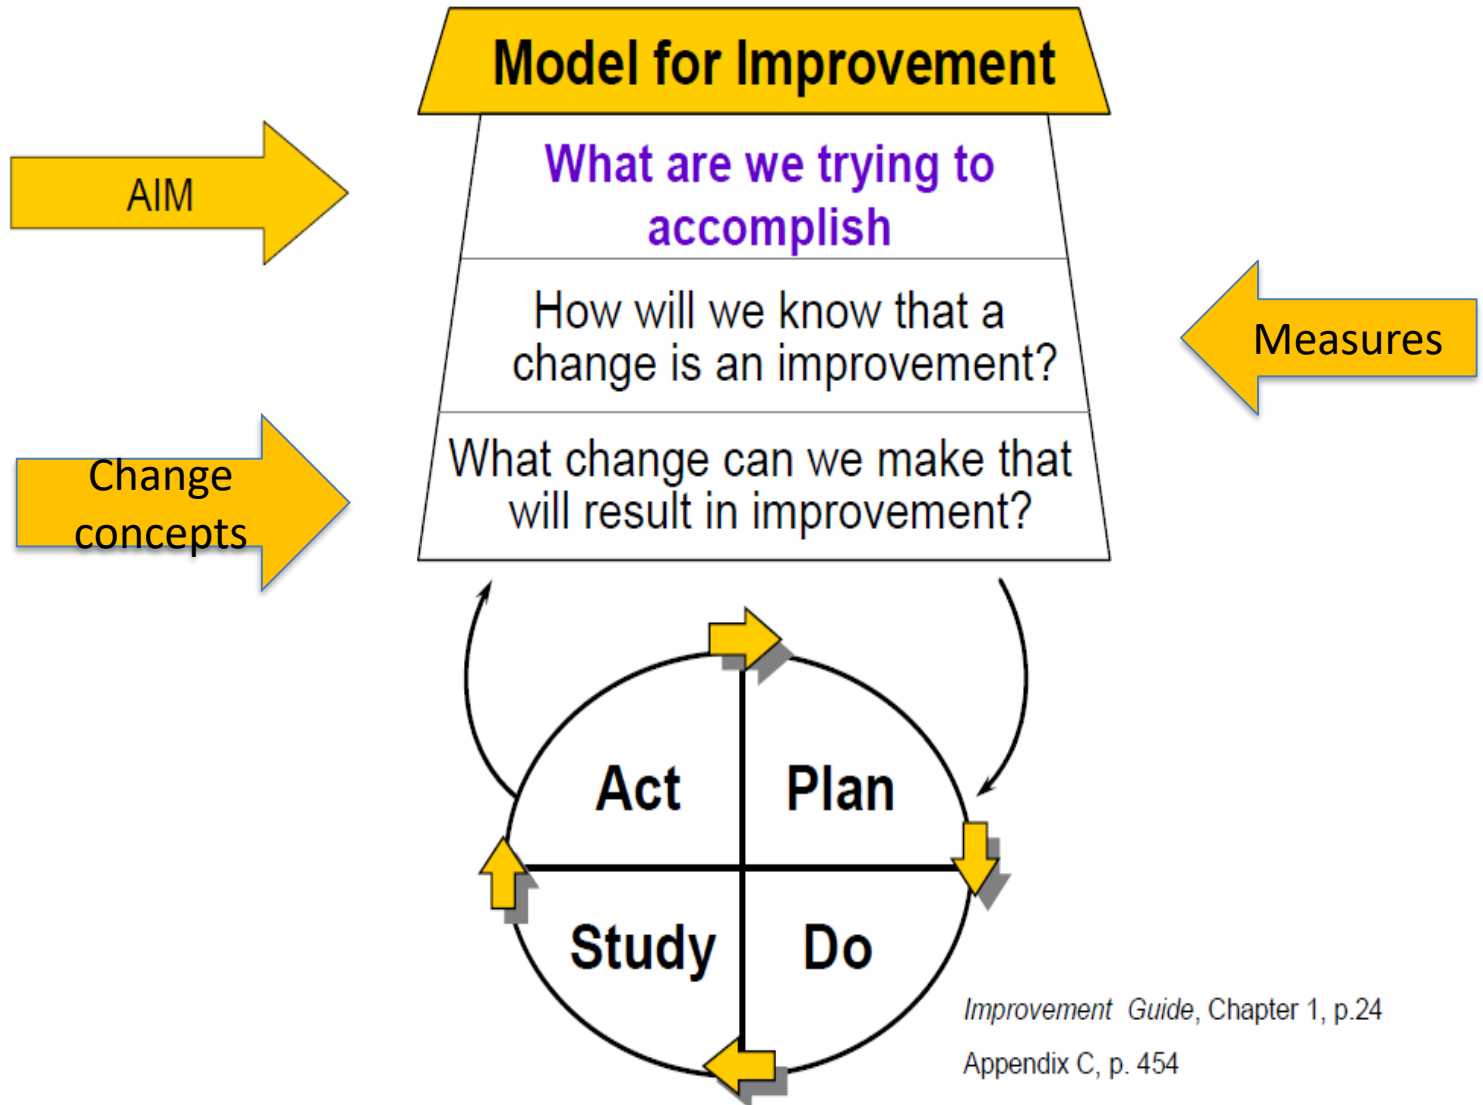 Model for Improvement
AIM
What are we trying to
accomplish
How will we know that a
change is an improvement?
Measures
Change
concepts
What change can we make that
will result in improvement?
Act
Plan
Study
Do
Improvement Guide, Chapter 1, p.24
Appendix C, p. 454